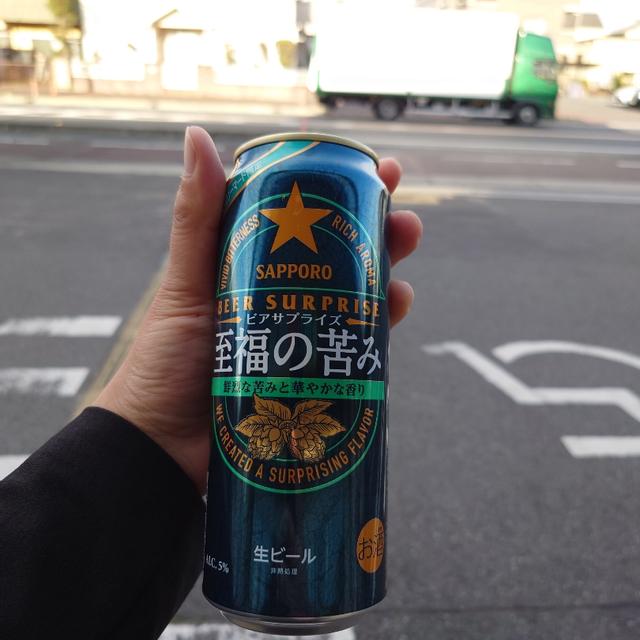 VIVID BITTERNESS
RICH AROMA
SAPPORO
BEER SURPRISE
ビアサプライズ
至福の苦み
鮮烈な苦みと華やかな香り
WE CREATED A SURPRISING FLAVOR
生ビール
非熱処理
ALC. 5%
お酒